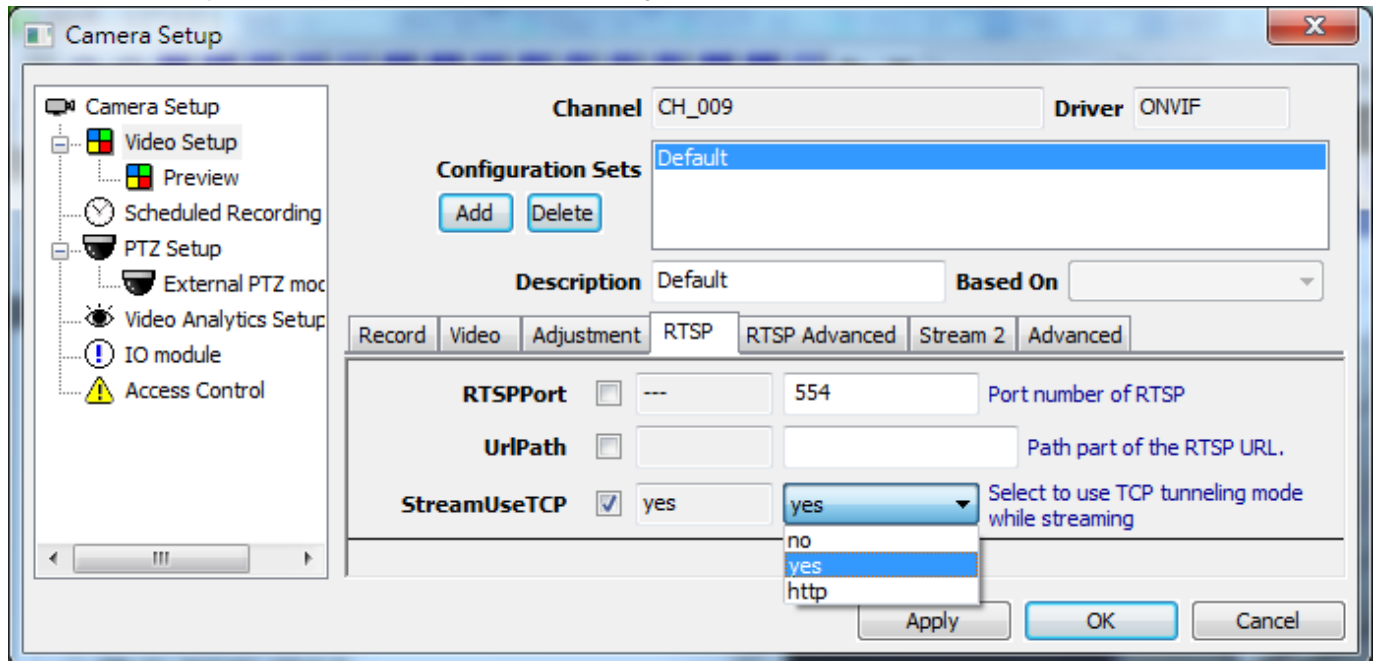 Camera Setup
Camera Setup
Video Setup
Preview
Scheduled Recording
PTZ Setup
External PTZ moc
Video Analytics Setup
IO module
Access Control
Channel CH_009 Driver ONVIF
Configuration Sets Default
Add Delete
Description Default Based On
Record Video Adjustment RTSP RTSP Advanced Stream 2 Advanced
RTSPPort --- 554 Port number of RTSP
UrlPath Path part of the RTSP URL.
StreamUseTCP yes yes Select to use TCP tunneling mode
while streaming
no
yes
http
Apply OK Cancel